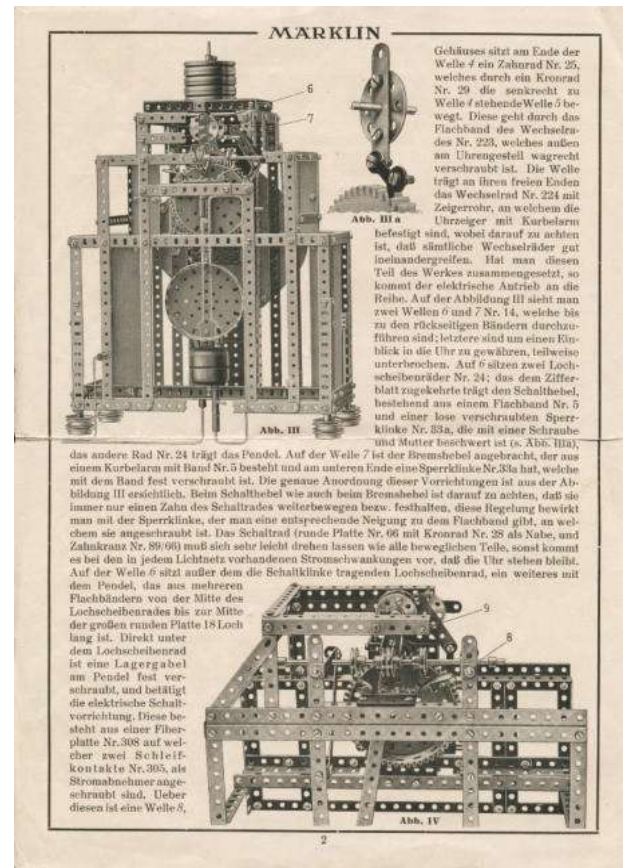 MÄRKLIN
6
7
Abb. III a
Abb. III
Gehäuses sitzt am Ende der
Welle 4 ein Zahnrad Nr. 25,
welches durch ein Kronrad
Nr. 29 die senkrecht zu
Welle 4 stehende Welle 5 be-
wegt. Diese geht durch das
Flachband des Wechselra-
des Nr. 223, welches außen
am Uhrengestell wagrecht
verschraubt ist. Die Welle
trägt an ihren freien Enden
das Wechselrad Nr. 224 mit
Zeigerrohr, an welchem die
Uhrzeiger mit Kurbelarm
befestigt sind, wobei darauf zu achten
ist, daß sämtliche Wechselräder gut
ineinandergreifen. Hat man diesen
Teil des Werkes zusammengesetzt, so
kommt der elektrische Antrieb an die
Reihe. Auf der Abbildung III sieht man
zwei Wellen 6 und 7 Nr. 14, welche bis
zu den rückseitigen Bändern durchzu-
führen sind; letztere sind um einen Ein-
blick in die Uhr zu gewähren, teilweise
unterbrochen. Auf 6 sitzen zwei Loch-
scheibenräder Nr. 24; das dem Ziffer-
blatt zugekehrte trägt den Schalthebel,
bestehend aus einem Flachband Nr. 5
und einer lose verschraubten Sperr-
klinke Nr. 33a, die mit einer Schraube
und Mutter beschwert ist (s. Abb. IIIa),
das andere Rad Nr. 24 trägt das Pendel. Auf der Welle 7 ist der Bremshebel angebracht, der aus
einem Kurbelarm mit Band Nr. 5 besteht und am unteren Ende eine Sperrklinke Nr. 33a hat, welche
mit dem Band fest verschraubt ist. Die genaue Anordnung dieser Vorrichtungen ist aus der Ab-
bildung III ersichtlich. Beim Schalthebel wie auch beim Bremshebel ist darauf zu achten, daß sie
immer nur einen Zahn des Schaltrades weiterbewegen bezw. festhalten, diese Regelung bewirkt
man mit der Sperrklinke, der man eine entsprechende Neigung zu dem Flachband gibt, an wel-
chem sie angeschraubt ist. Das Schaltrad (runde Platte Nr. 66 mit Kronrad Nr. 28 als Nabe, und
Zahnkranz Nr. 89/66) muß sich sehr leicht drehen lassen wie alle beweglichen Teile, sonst kommt
es bei den in jedem Lichtnetz vorhandenen Stromschwankungen vor, daß die Uhr stehen bleibt.
Auf der Welle 6 sitzt außer dem die Schaltklinke tragenden Lochscheibenrad, ein weiteres mit
dem Pendel, das aus mehreren
Flachbändern von der Mitte des
Lochscheibenrades bis zur Mitte
der großen runden Platte 18 Loch
lang ist. Direkt unter
dem Lochscheibenrad
ist eine Lagergabel
am Pendel fest ver-
schraubt, und betätigt
die elektrische Schalt-
vorrichtung. Diese be-
steht aus einer Fiber-
platte Nr. 308 auf wel-
cher zwei Schleif-
kontakte Nr. 305, als
Stromabnehmer ange-
schraubt sind. Ueber
diesen ist eine Welle 8,
9
8
Abb. IV
2